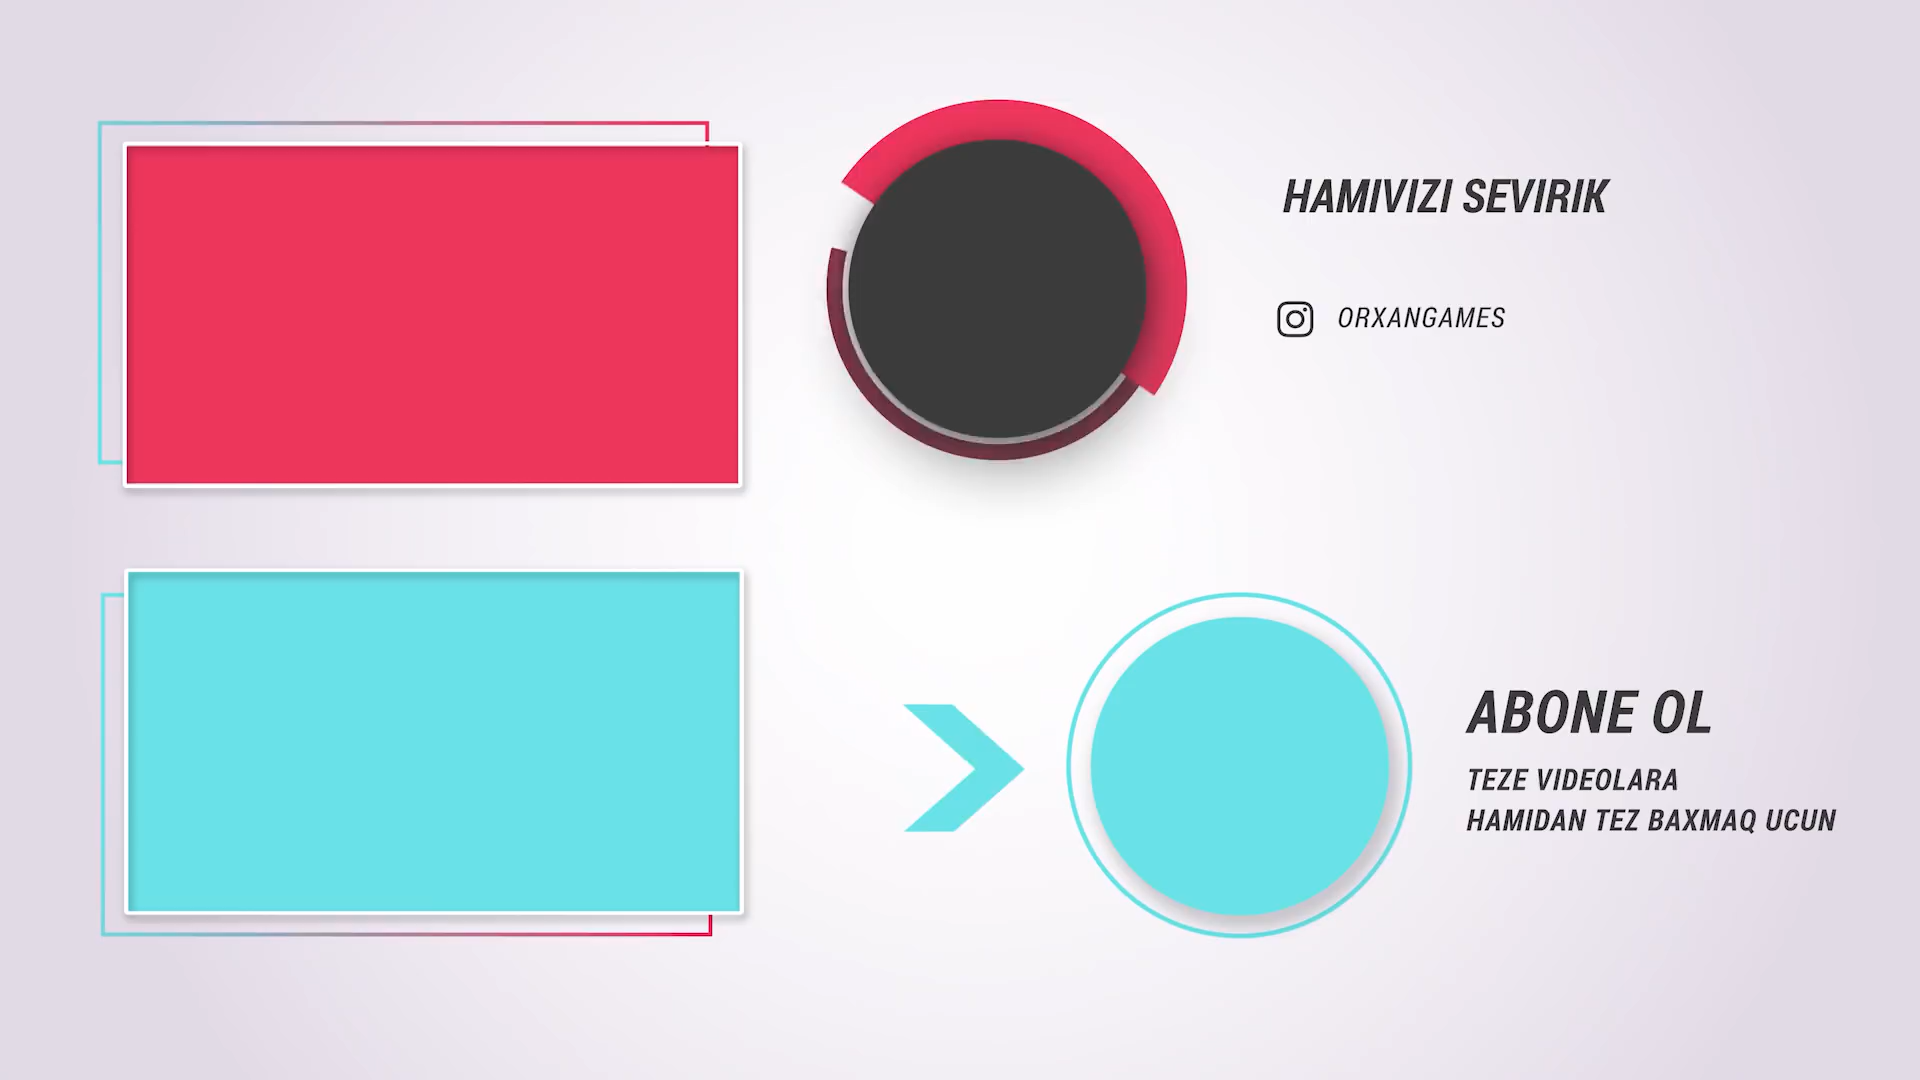 HAMIVIZI SEVIRIK
ORXANGAMES
ABONE OL
TEZE VIDEOLARA
HAMIDAN TEZ BAXMAQ UCUN